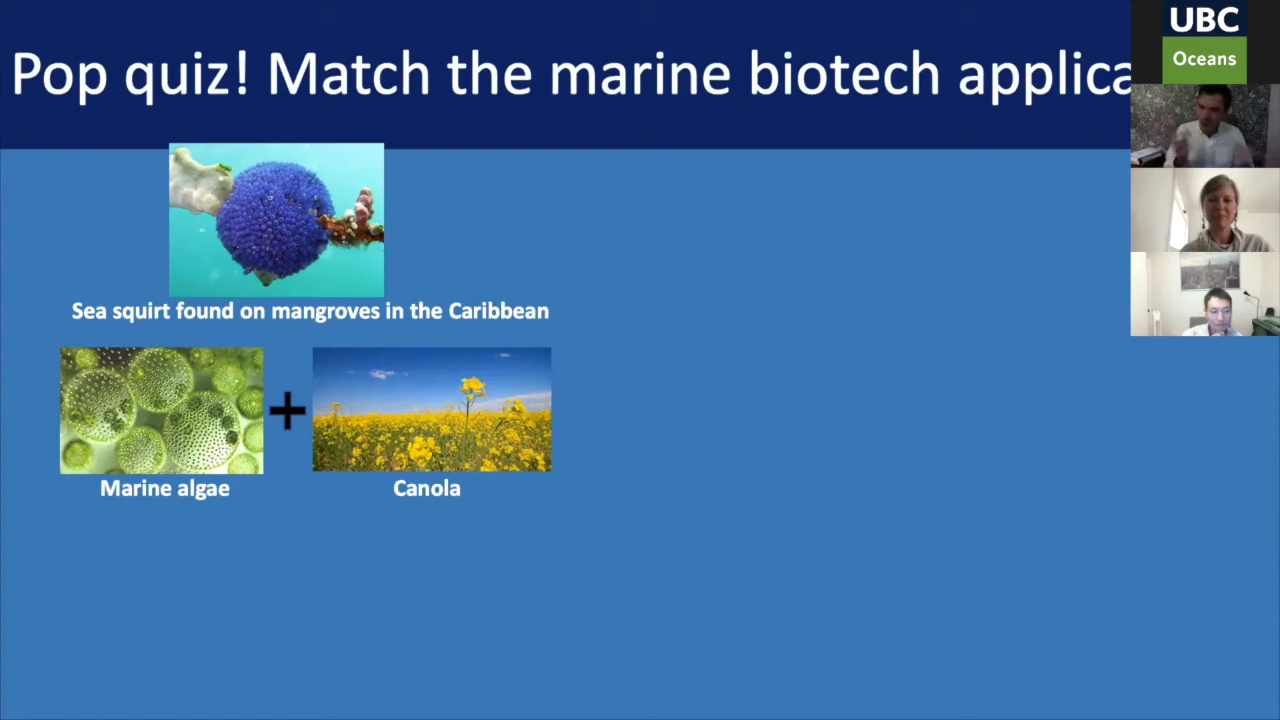 Pop quiz! Match the marine biotech applica
UBC
Oceans
Sea squirt found on mangroves in the Caribbean
Marine algae
Canola